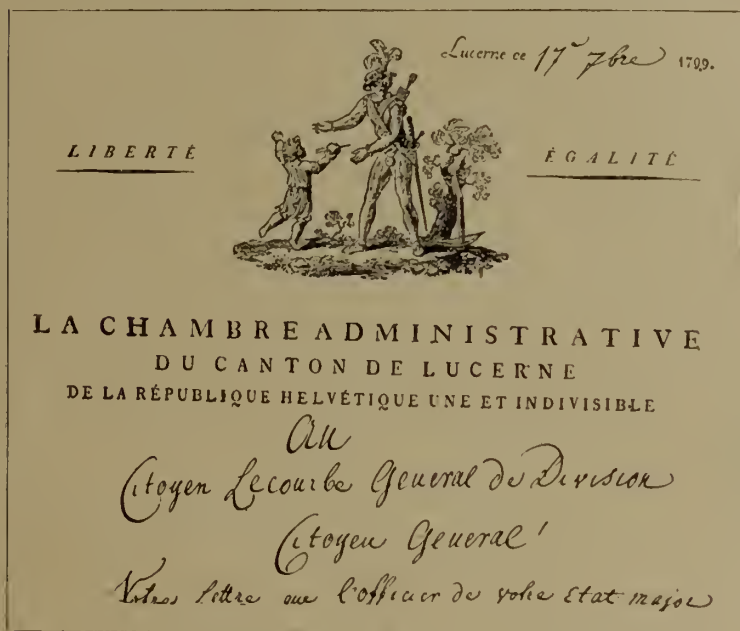 Lucerne ce 17e 7bre 1799.
LIBERTÉ
ÉGALITÉ
LA CHAMBRE ADMINISTRATIVE
DU CANTON DE LUCERNE
DE LA RÉPUBLIQUE HELVÉTIQUE UNE ET INDIVISIBLE
Au
Citoyen Lecourbe General de Division
Citoyen General!
Votre lettre que l'officier de votre Etat major